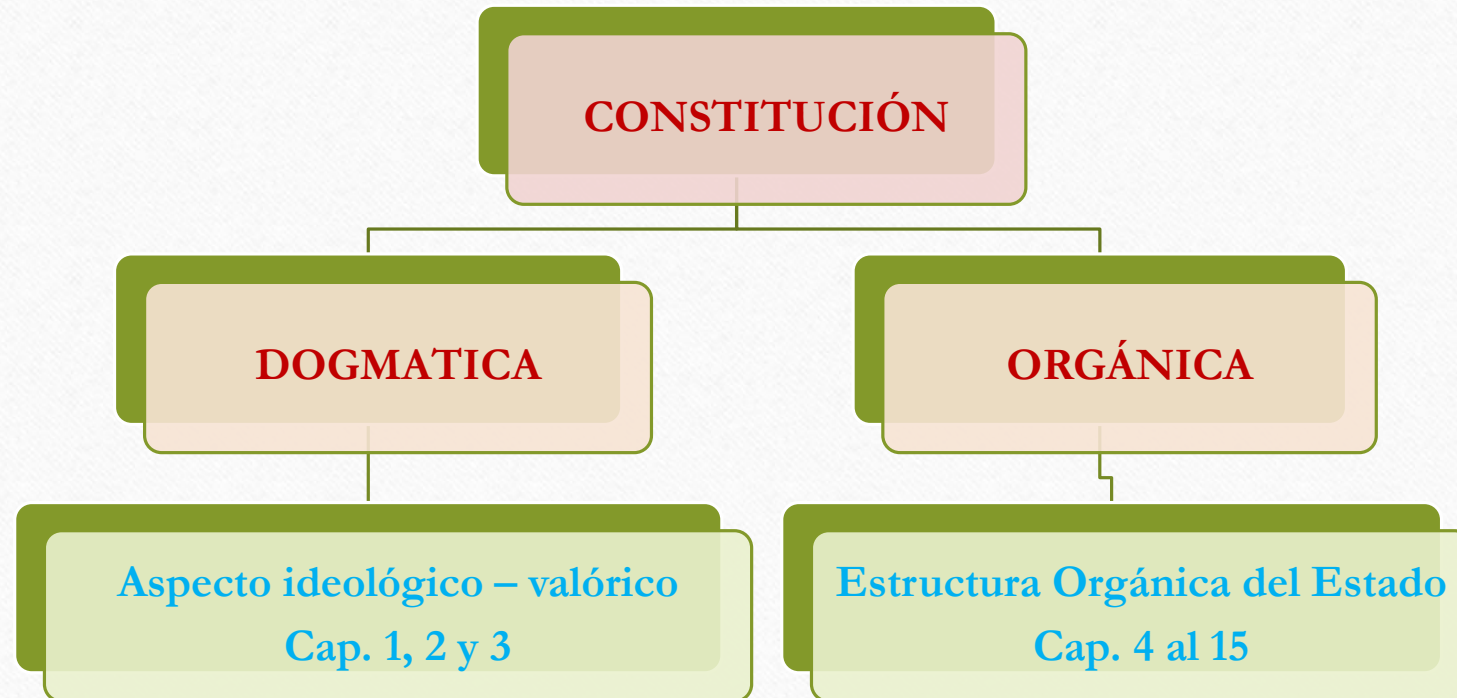 CONSTITUCIÓN
DOGMATICA
ORGÁNICA
Aspecto ideológico – valórico
Cap. 1, 2 y 3
Estructura Orgánica del Estado
Cap. 4 al 15